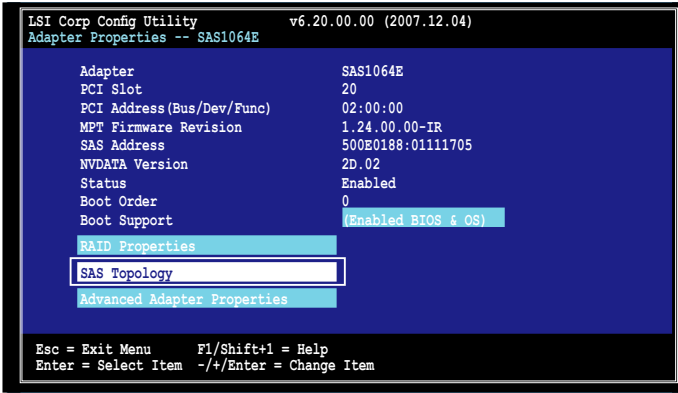 LSI Corp Config Utility v6.20.00.00 (2007.12.04)
Adapter Properties -- SAS1064E
Adapter SAS1064E
PCI Slot 20
PCI Address(Bus/Dev/Func) 02:00:00
MPT Firmware Revision 1.24.00.00-IR
SAS Address 500E0188:01111705
NVDATA Version 2D.02
Status Enabled
Boot Order 0
Boot Support (Enabled BIOS & OS)
RAID Properties
SAS Topology
Advanced Adapter Properties
Esc = Exit Menu F1/Shift+1 = Help
Enter = Select Item -/+/Enter = Change Item